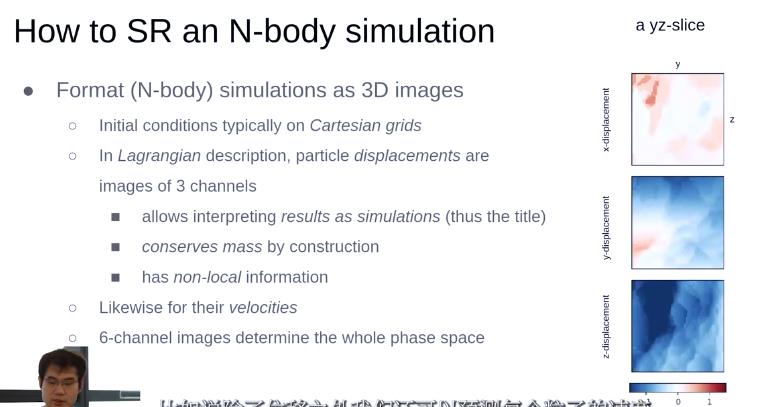 How to SR an N-body simulation
a yz-slice
● Format (N-body) simulations as 3D images
○ Initial conditions typically on Cartesian grids
○ In Lagrangian description, particle displacements are
images of 3 channels
■ allows interpreting results as simulations (thus the title)
■ conserves mass by construction
■ has non-local information
○ Likewise for their velocities
○ 6-channel images determine the whole phase space
y
x-displacement
z
y-displacement
z-displacement
0
1